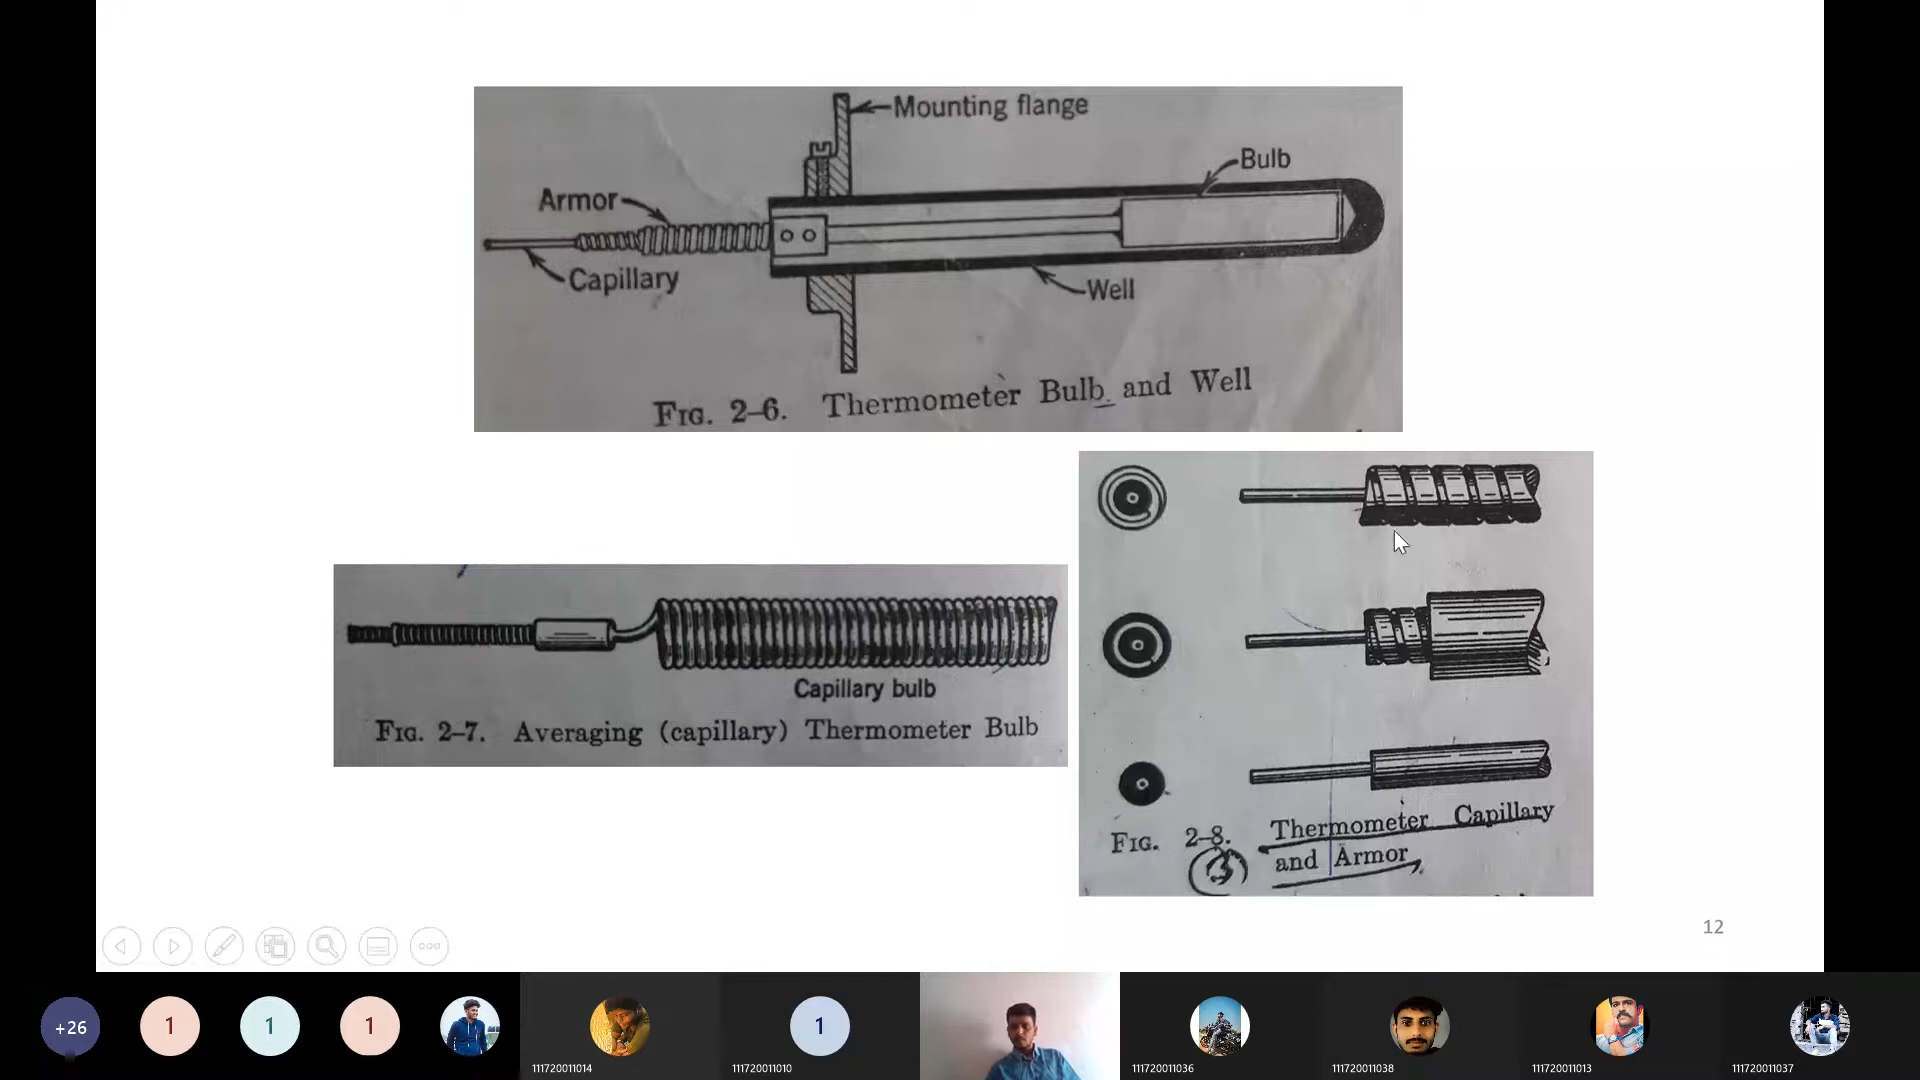 Mounting flange
Bulb
Armor
Capillary
Well
FIG. 2-6. Thermometer Bulb and Well
Capillary bulb
FIG. 2-7. Averaging (capillary) Thermometer Bulb
FIG. 2-8. Thermometer Capillary
and Armor
3
12
+26
1
1
1
1
111720011014
111720011010
111720011036
111720011038
111720011013
111720011037